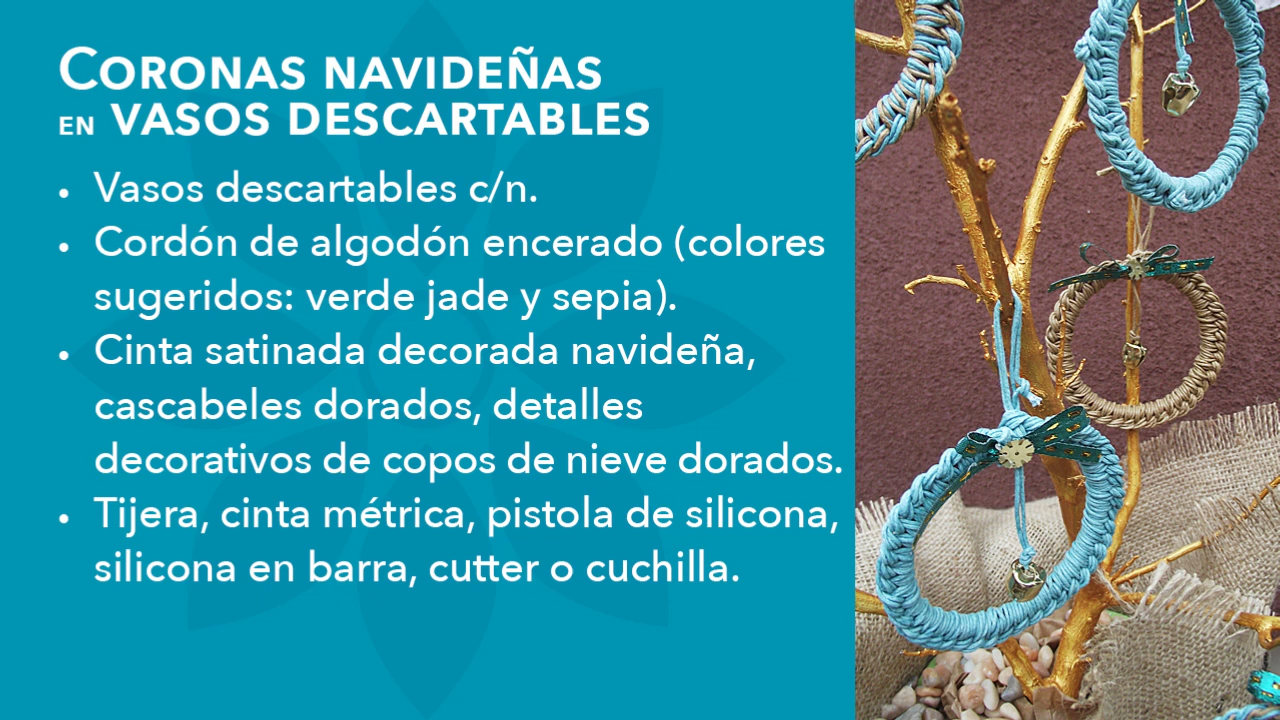 CORONAS NAVIDEÑAS
EN VASOS DESCARTABLES
• Vasos descartables c/n.
• Cordón de algodón encerado (colores
sugeridos: verde jade y sepia).
• Cinta satinada decorada navideña,
cascabeles dorados, detalles
decorativos de copos de nieve dorados.
• Tijera, cinta métrica, pistola de silicona,
silicona en barra, cutter o cuchilla.